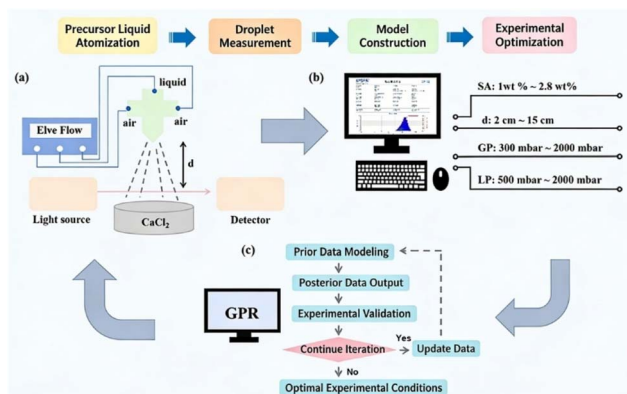 Precursor Liquid
Atomization
Droplet
Measurement
Model
Construction
Experimental
Optimization
(a)
liquid
air
air
Elve Flow
d
Light source
CaCl₂
Detector
(b)
SA: 1wt % ~ 2.8 wt%
d: 2 cm ~ 15 cm
GP: 300 mbar ~ 2000 mbar
LP: 500 mbar ~ 2000 mbar
(c)
GPR
Prior Data Modeling
Posterior Data Output
Experimental Validation
Continue Iteration
Yes
Update Data
No
Optimal Experimental Conditions